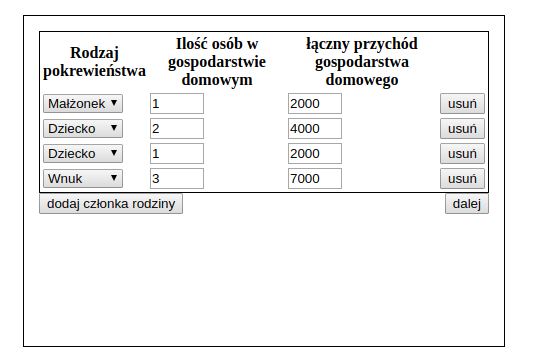 Rodzaj
pokrewieństwa
Ilość osób w
gospodarstwie
domowym
łączny przychód
gospodarstwa
domowego
Małżonek 1 2000 usuń
Dziecko 2 4000 usuń
Dziecko 1 2000 usuń
Wnuk 3 7000 usuń
dodaj członka rodziny dalej